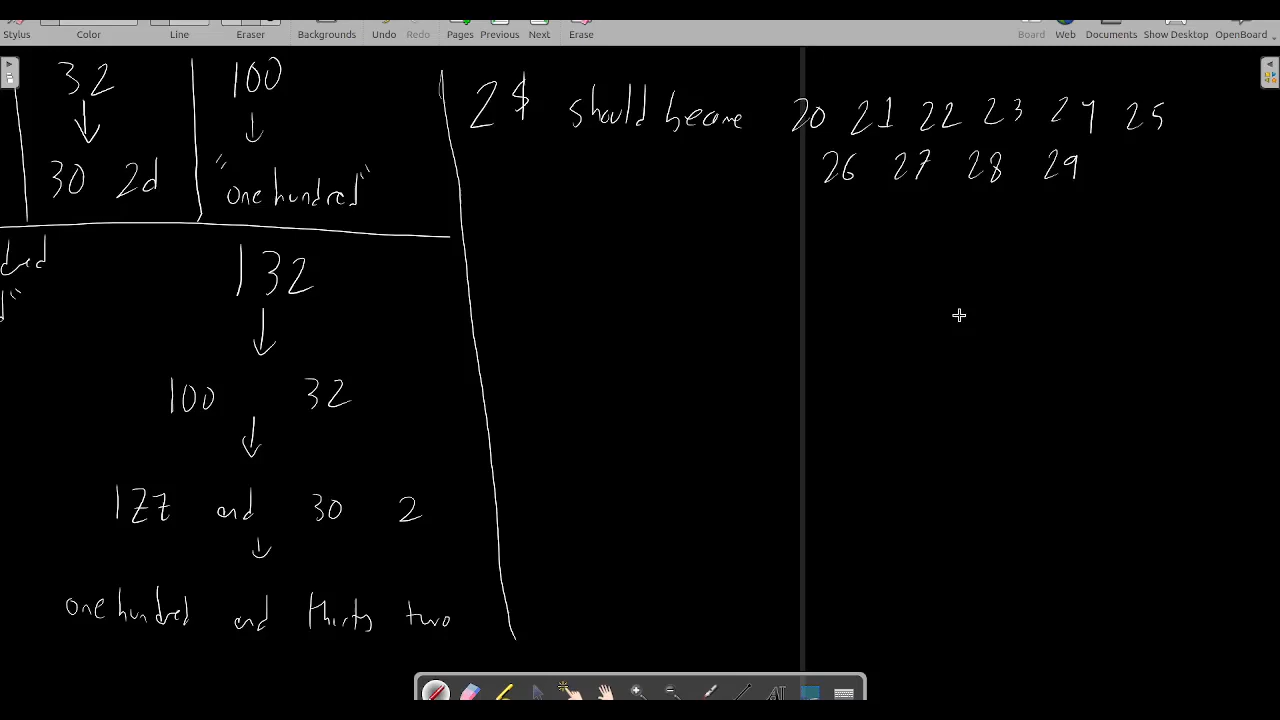 Stylus Color Line Eraser Backgrounds Undo Redo Pages Previous Next Erase Board Web Documents Show Desktop OpenBoard
32
30 2d
100
"one hundred"
132
100 32
1ZZ and 30 2
one hundred and thirty two
2$ should become 20 21 22 23 24 25
26 27 28 29